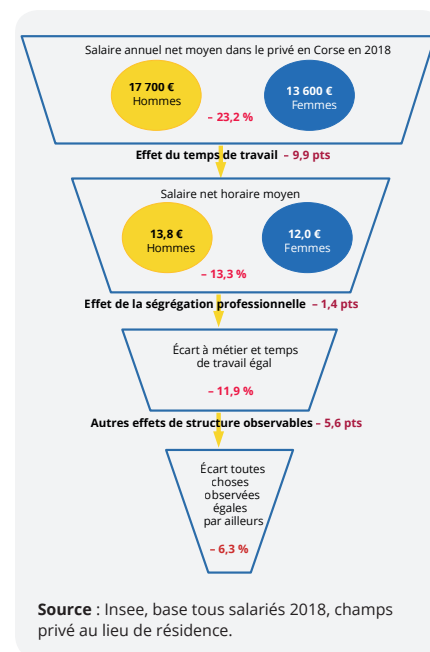 Salaire annuel net moyen dans le privé en Corse en 2018
17 700 €
Hommes
13 600 €
Femmes
– 23,2 %
Effet du temps de travail – 9,9 pts
Salaire net horaire moyen
13,8 €
Hommes
12,0 €
Femmes
– 13,3 %
Effet de la ségrégation professionnelle – 1,4 pts
Écart à métier et temps
de travail égal
– 11,9 %
Autres effets de structure observables – 5,6 pts
Écart toutes
choses
observées
égales
par ailleurs
– 6,3 %
Source : Insee, base tous salariés 2018, champs
privé au lieu de résidence.